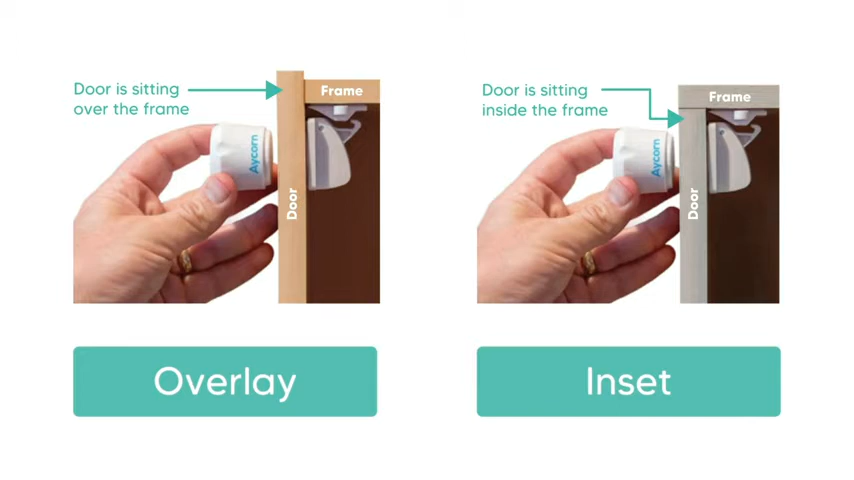 Door is sitting
over the frame
Frame
Aycorn
Door
Overlay
Door is sitting
inside the frame
Frame
Aycorn
Door
Inset